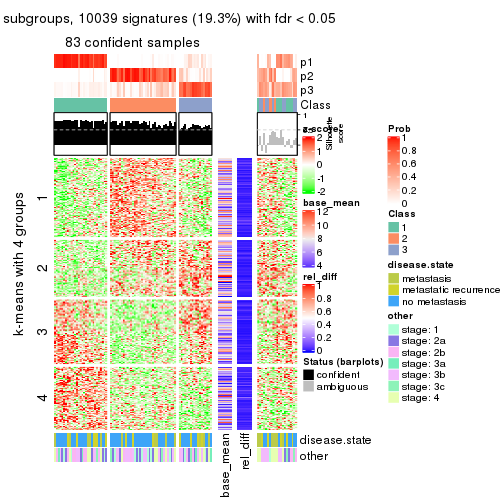 subgroups, 10039 signatures (19.3%) with fdr < 0.05
83 confident samples
p1
p2
p3
Class
1
0.5
0
Silhouette
score
z-score
2
1
0
-1
-2
base_mean
12
10
8
6
4
rel_diff
1
0.8
0.6
0.4
0.2
0
Status (barplots)
confident
ambiguous
Prob
1
0.8
0.6
0.4
0.2
0
Class
1
2
3
disease.state
metastasis
metastatic recurrence
no metastasis
other
stage: 1
stage: 2a
stage: 2b
stage: 3a
stage: 3b
stage: 3c
stage: 4
k-means with 4 groups
1
2
3
4
disease.state
other
base_mean
rel_diff